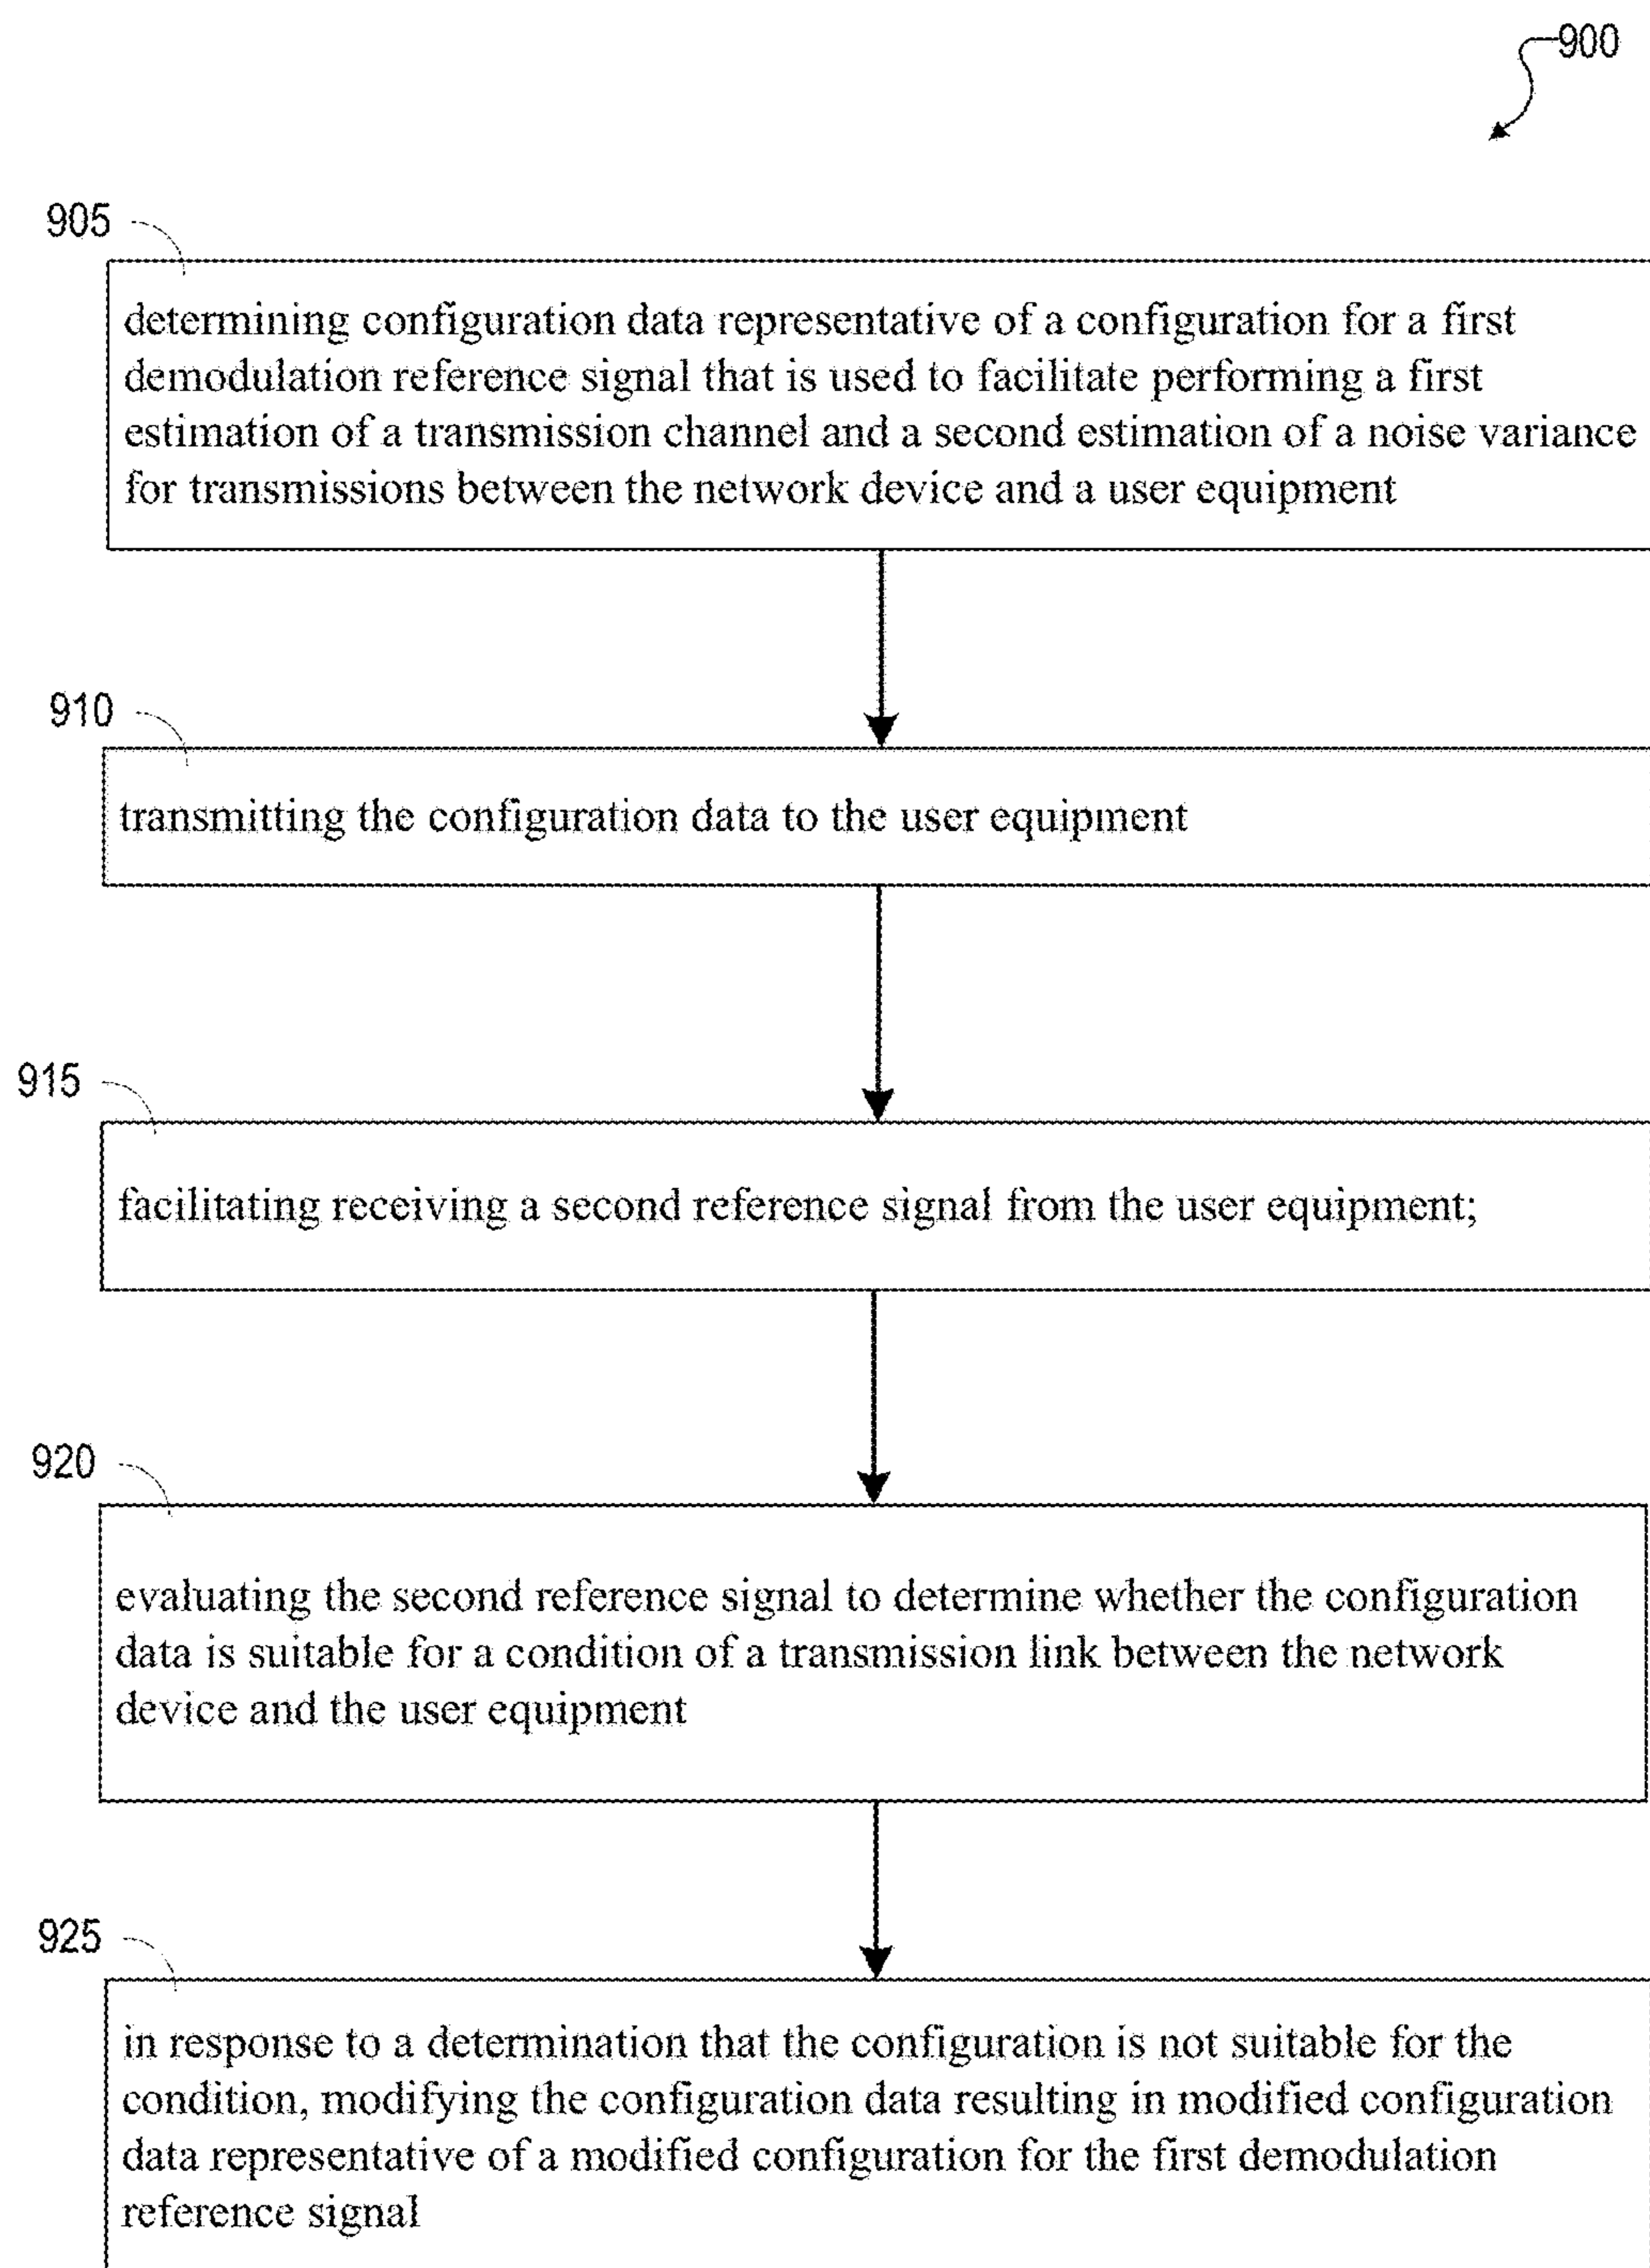 900
905
determining configuration data representative of a configuration for a first
demodulation reference signal that is used to facilitate performing a first
estimation of a transmission channel and a second estimation of a noise variance
for transmissions between the network device and a user equipment
910
transmitting the configuration data to the user equipment
915
facilitating receiving a second reference signal from the user equipment;
920
evaluating the second reference signal to determine whether the configuration
data is suitable for a condition of a transmission link between the network
device and the user equipment
925
in response to a determination that the configuration is not suitable for the
condition, modifying the configuration data resulting in modified configuration
data representative of a modified configuration for the first demodulation
reference signal